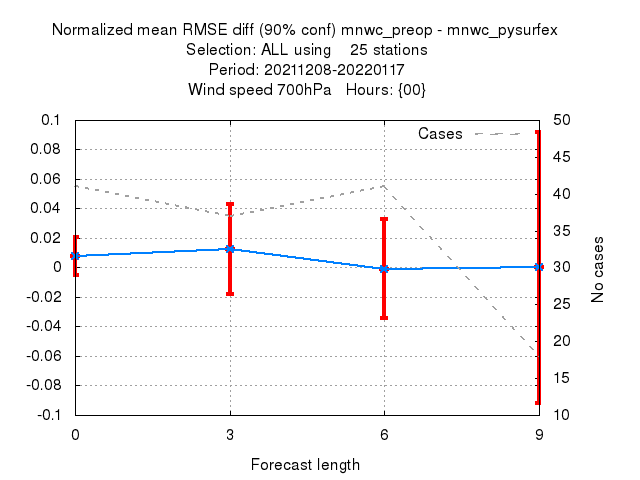 Normalized mean RMSE diff (90% conf) mnwc_preop - mnwc_pysurfex
Selection: ALL using 25 stations
Period: 20211208-20220117
Wind speed 700hPa Hours: {00}
Cases
0.1
0.08
0.06
0.04
0.02
0
-0.02
-0.04
-0.06
-0.08
-0.1
50
45
40
35
30
25
20
15
10
No cases
0 3 6 9
Forecast length